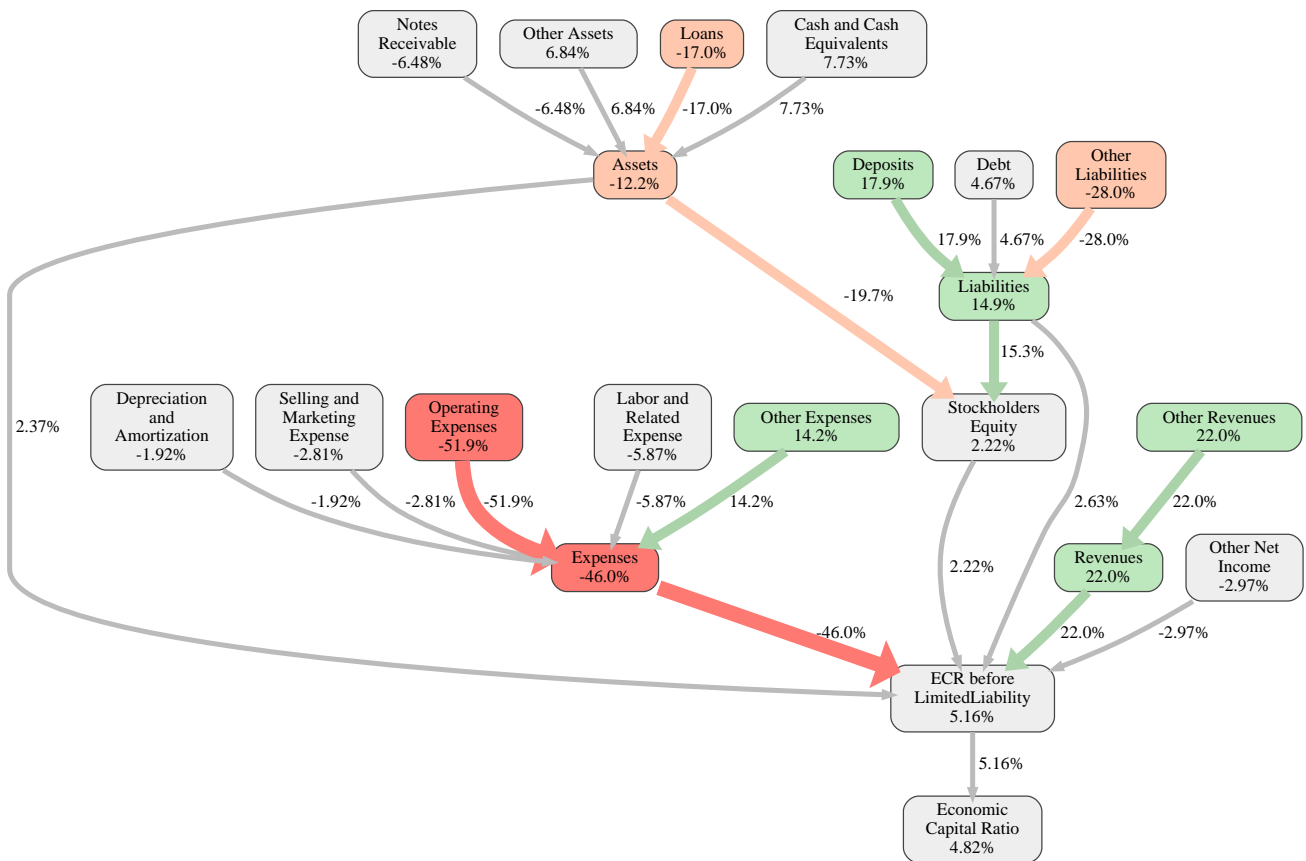 Notes
Receivable
-6.48%
Other Assets
6.84%
Loans
-17.0%
Cash and Cash
Equivalents
7.73%
-6.48%
6.84%
-17.0%
7.73%
Assets
-12.2%
Deposits
17.9%
Debt
4.67%
Other
Liabilities
-28.0%
17.9%
4.67%
-28.0%
Liabilities
14.9%
-19.7%
15.3%
2.37%
Depreciation
and
Amortization
-1.92%
Selling and
Marketing
Expense
-2.81%
Operating
Expenses
-51.9%
Labor and
Related
Expense
-5.87%
Other Expenses
14.2%
Stockholders
Equity
2.22%
Other Revenues
22.0%
-1.92%
-2.81%
-51.9%
-5.87%
14.2%
2.63%
22.0%
Expenses
-46.0%
2.22%
Revenues
22.0%
Other Net
Income
-2.97%
-46.0%
22.0%
-2.97%
ECR before
LimitedLiability
5.16%
5.16%
Economic
Capital Ratio
4.82%